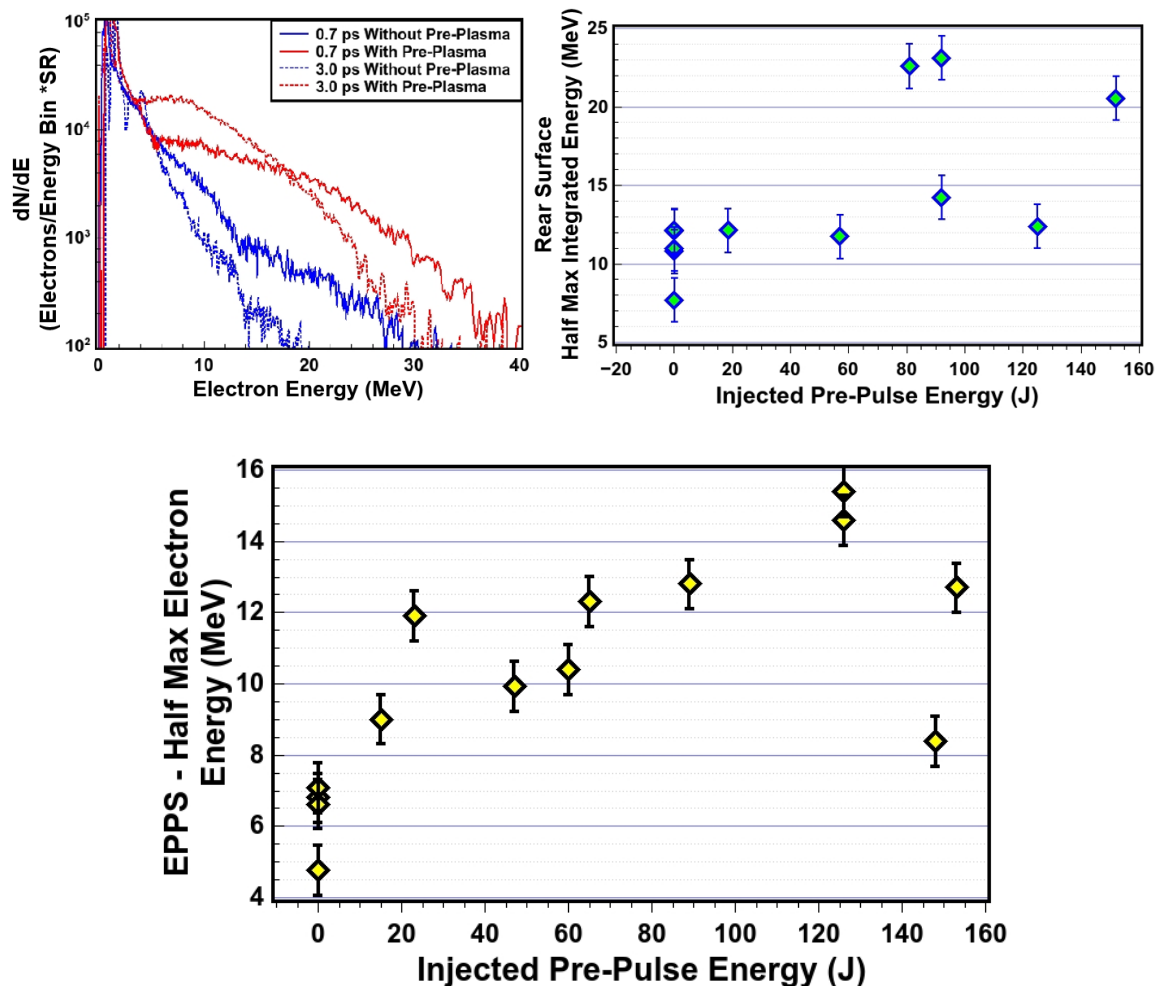 10^5
10^4
10^3
10^2
dN/dE
(Electrons/Energy Bin *SR)
0.7 ps Without Pre-Plasma
0.7 ps With Pre-Plasma
3.0 ps Without Pre-Plasma
3.0 ps With Pre-Plasma
0 10 20 30 40
Electron Energy (MeV)
25
20
15
10
5
Rear Surface
Half Max Integrated Energy (MeV)
−20 0 20 40 60 80 100 120 140 160
Injected Pre-Pulse Energy (J)
16
14
12
10
8
6
4
EPPS - Half Max Electron
Energy (MeV)
0 20 40 60 80 100 120 140 160
Injected Pre-Pulse Energy (J)